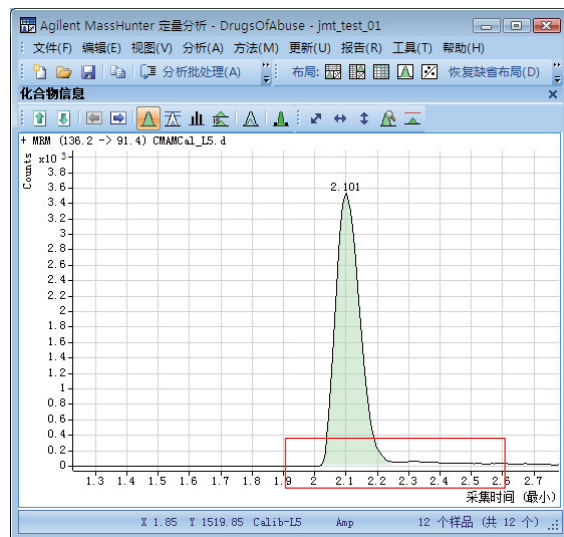 Agilent MassHunter 定量分析 - DrugsOfAbuse - jmt_test_01
文件(F) 编辑(E) 视图(V) 分析(A) 方法(M) 更新(U) 报告(R) 工具(T) 帮助(H)
分析批处理(A) 布局: 恢复缺省布局(D)
化合物信息
+ MRM (136.2 -> 91.4) CMAMCal_L5.d
Counts
x10 3
3.8
3.6
3.4
3.2
3
2.8
2.6
2.4
2.2
2
1.8
1.6
1.4
1.2
1
0.8
0.6
0.4
0.2
0
2.101
1.3 1.4 1.5 1.6 1.7 1.8 1.9 2 2.1 2.2 2.3 2.4 2.5 2.6 2.7
采集时间 (最小)
X 1.85 Y 1519.85 Calib-L5 Amp 12 个样品 (共 12 个)